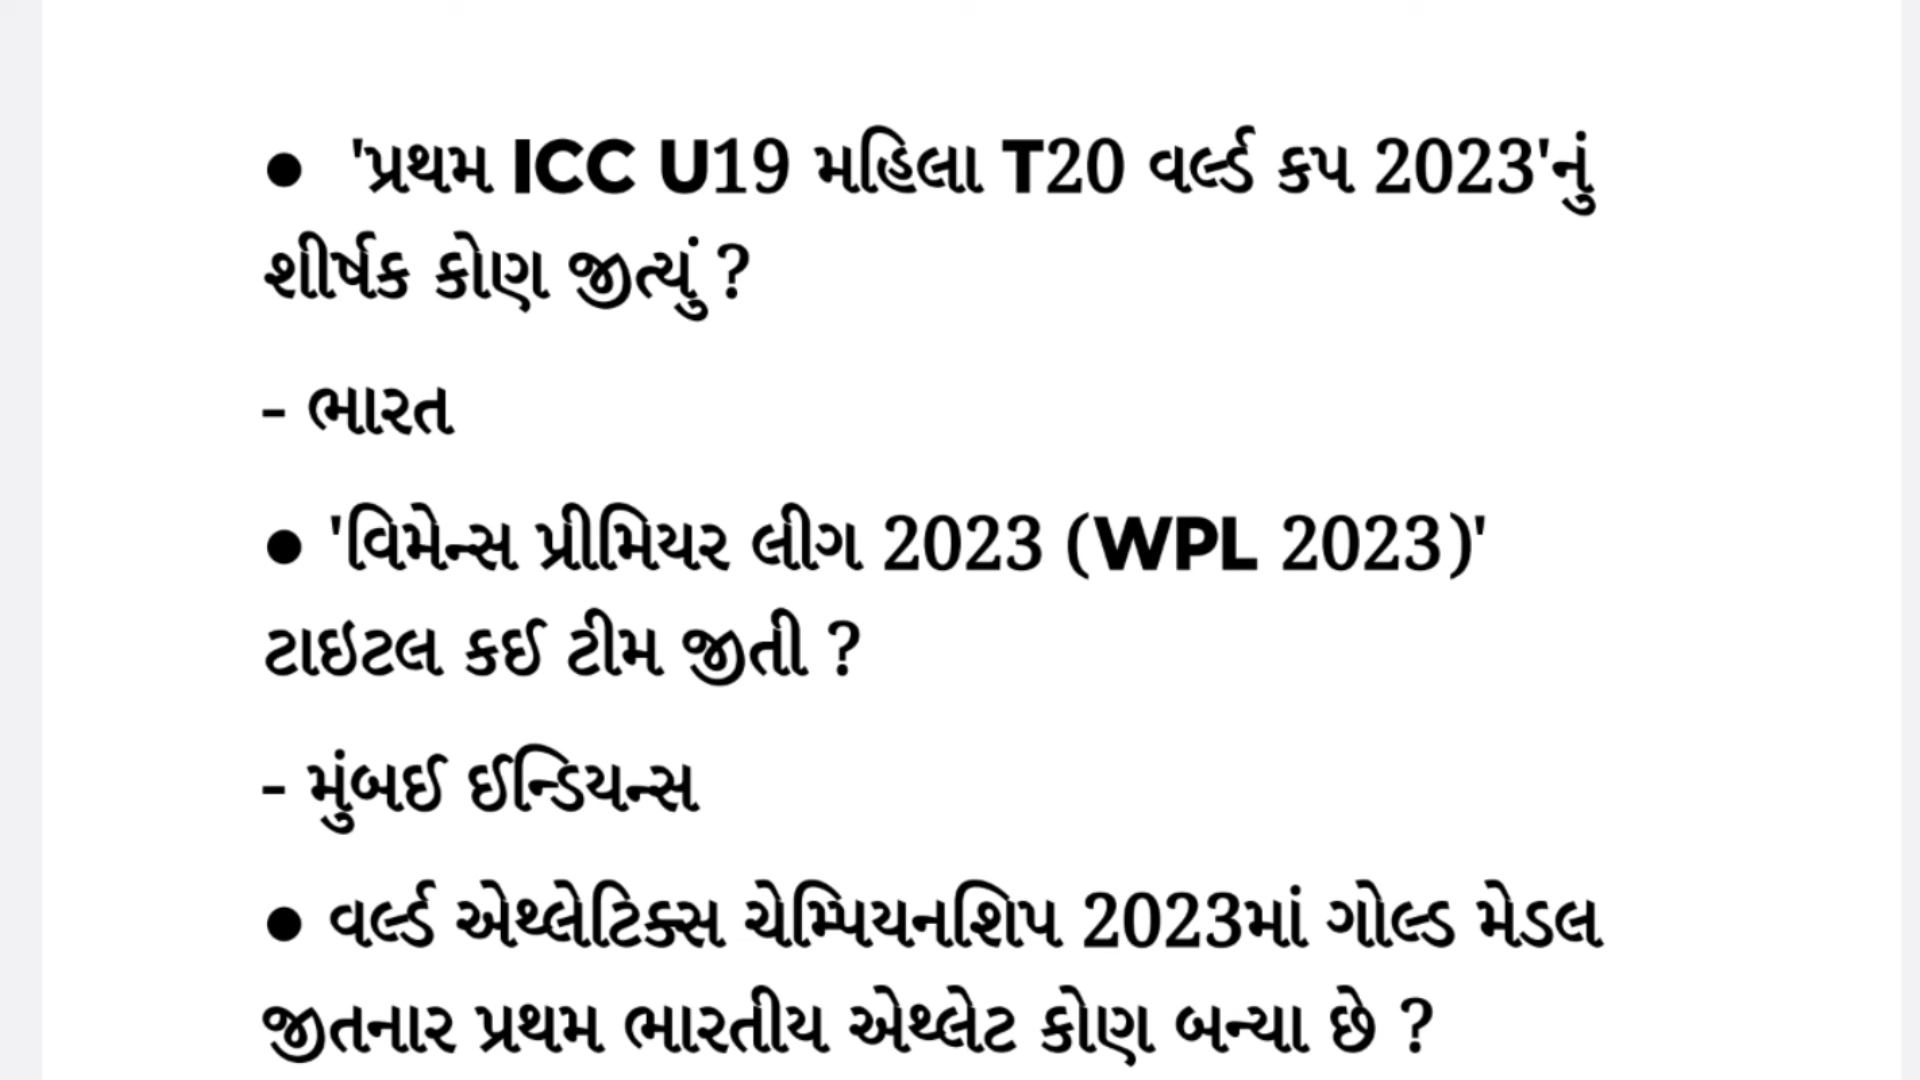 ● 'પ્રથમ ICC U19 મહિલા T20 વર્લ્ડ કપ 2023'નું
શીર્ષક કોણ જીત્યું ?
- ભારત
● 'વિમેન્સ પ્રીમિયર લીગ 2023 (WPL 2023)'
ટાઇટલ કઈ ટીમ જીતી ?
- મુંબઈ ઈન્ડિયન્સ
● વર્લ્ડ એથ્લેટિક્સ ચેમ્પિયનશિપ 2023માં ગોલ્ડ મેડલ
જીતનાર પ્રથમ ભારતીય એથ્લેટ કોણ બન્યા છે ?